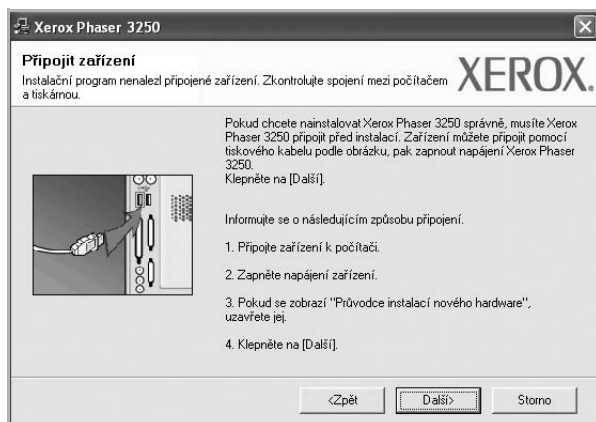 Xerox Phaser 3250
Připojit zařízení
Instalační program nenalezl připojené zařízení. Zkontrolujte spojení mezi počítačem
a tiskárnou.
XEROX.
Pokud chcete nainstalovat Xerox Phaser 3250 správně, musíte Xerox
Phaser 3250 připojit před instalací. Zařízení můžete připojit pomocí
tiskového kabelu podle obrázku, pak zapnout napájení Xerox Phaser
3250.
Klepněte na [Další].
Informujte se o následujícím způsobu připojení.
1. Připojte zařízení k počítači.
2. Zapněte napájení zařízení.
3. Pokud se zobrazí "Průvodce instalací nového hardware",
uzavřete jej.
4. Klepněte na [Další].
<Zpět
Další>
Storno